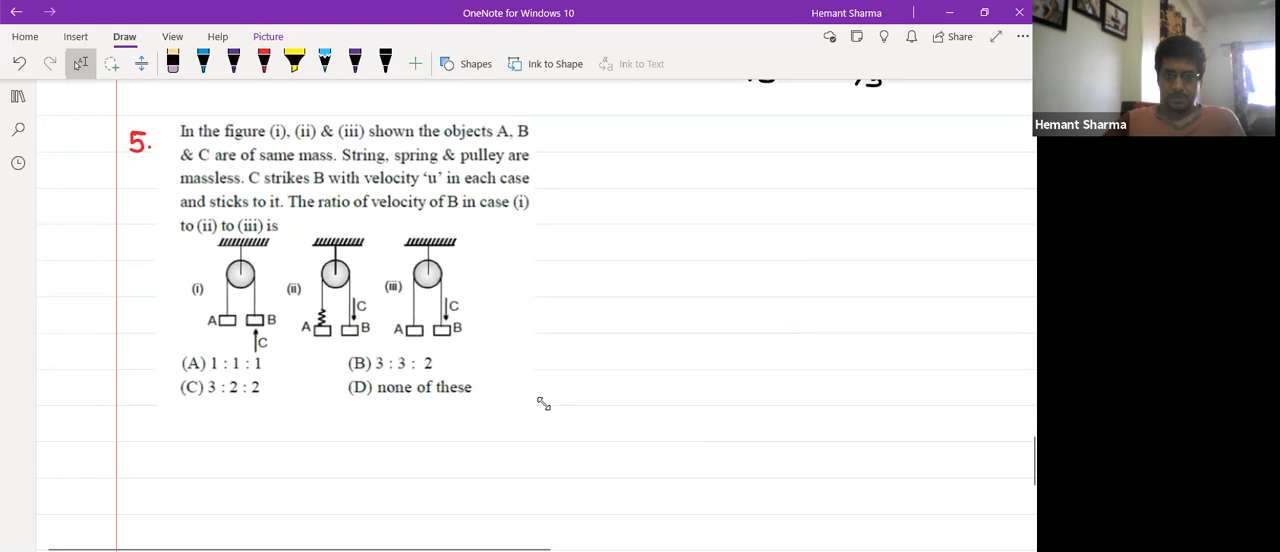 OneNote for Windows 10
Hemant Sharma
Home Insert Draw View Help Picture
Share
Shapes Ink to Shape Ink to Text
Hemant Sharma
5.
In the figure (i), (ii) & (iii) shown the objects A, B
& C are of same mass. String, spring & pulley are
massless. C strikes B with velocity ‘u’ in each case
and sticks to it. The ratio of velocity of B in case (i)
to (ii) to (iii) is
(i) (ii) (iii)
A B C
A B C
A B C
(A) 1 : 1 : 1 (B) 3 : 3 : 2
(C) 3 : 2 : 2 (D) none of these